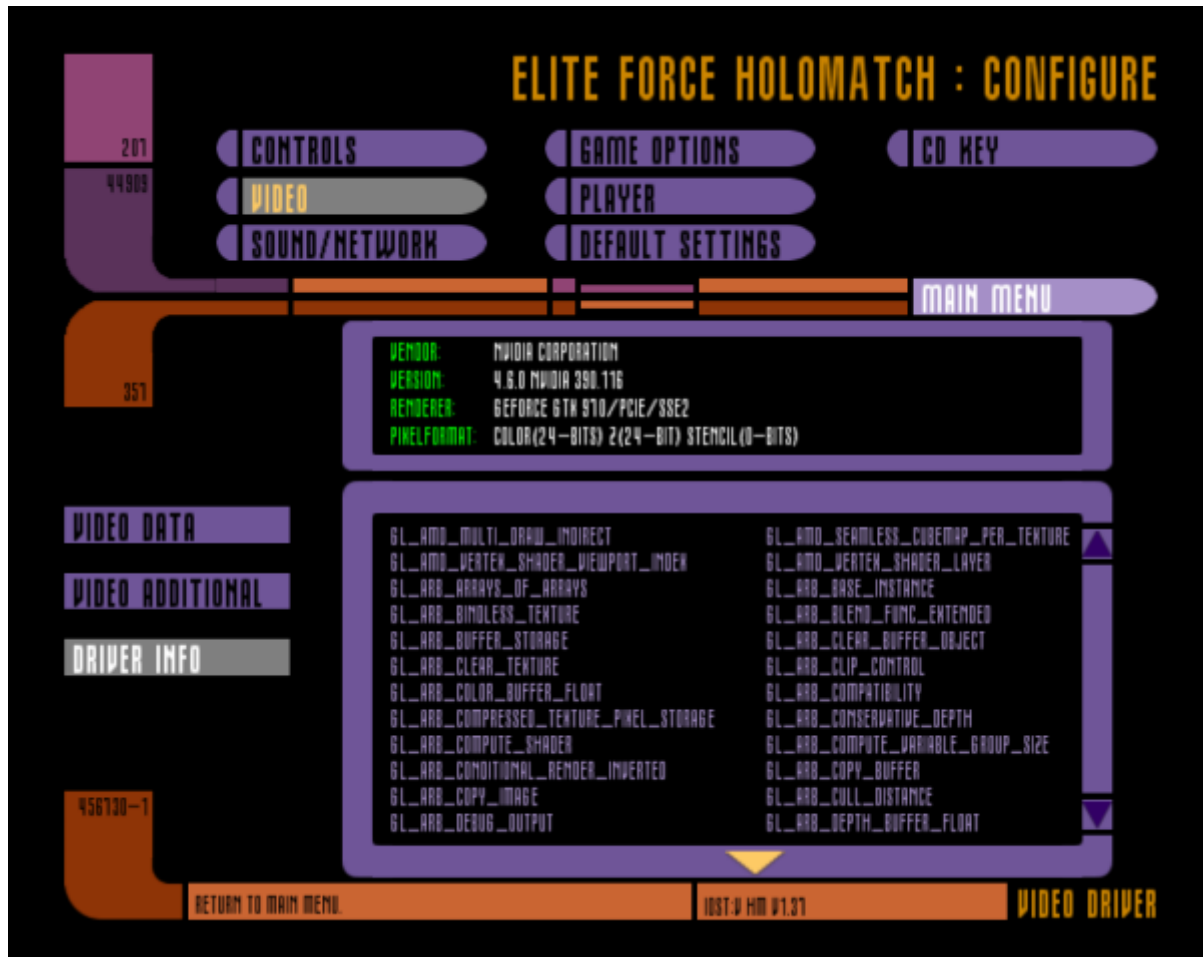 ELITE FORCE HOLOMATCH : CONFIGURE
207
44909
CONTROLS
GAME OPTIONS
CD KEY
VIDEO
PLAYER
SOUND/NETWORK
DEFAULT SETTINGS
MAIN MENU
357
VENDOR: NVIDIA CORPORATION
VERSION: 4.6.0 NVIDIA 390.116
RENDERER: GEFORCE GTX 970/PCIE/SSE2
PIXELFORMAT: COLOR(24-BITS) Z(24-BIT) STENCIL(0-BITS)
VIDEO DATA
VIDEO ADDITIONAL
DRIVER INFO
GL_AMD_MULTI_DRAW_INDIRECT GL_AMD_SEAMLESS_CUBEMAP_PER_TEXTURE
GL_AMD_VERTEX_SHADER_VIEWPORT_INDEX GL_AMD_VERTEX_SHADER_LAYER
GL_ARB_ARRAYS_OF_ARRAYS GL_ARB_BASE_INSTANCE
GL_ARB_BINDLESS_TEXTURE GL_ARB_BLEND_FUNC_EXTENDED
GL_ARB_BUFFER_STORAGE GL_ARB_CLEAR_BUFFER_OBJECT
GL_ARB_CLEAR_TEXTURE GL_ARB_CLIP_CONTROL
GL_ARB_COLOR_BUFFER_FLOAT GL_ARB_COMPATIBILITY
GL_ARB_COMPRESSED_TEXTURE_PIXEL_STORAGE GL_ARB_CONSERVATIVE_DEPTH
GL_ARB_COMPUTE_SHADER GL_ARB_COMPUTE_VARIABLE_GROUP_SIZE
GL_ARB_CONDITIONAL_RENDER_INVERTED GL_ARB_COPY_BUFFER
GL_ARB_COPY_IMAGE GL_ARB_CULL_DISTANCE
GL_ARB_DEBUG_OUTPUT GL_ARB_DEPTH_BUFFER_FLOAT
456730-1
RETURN TO MAIN MENU.
IOST:V HM V1.37
VIDEO DRIVER